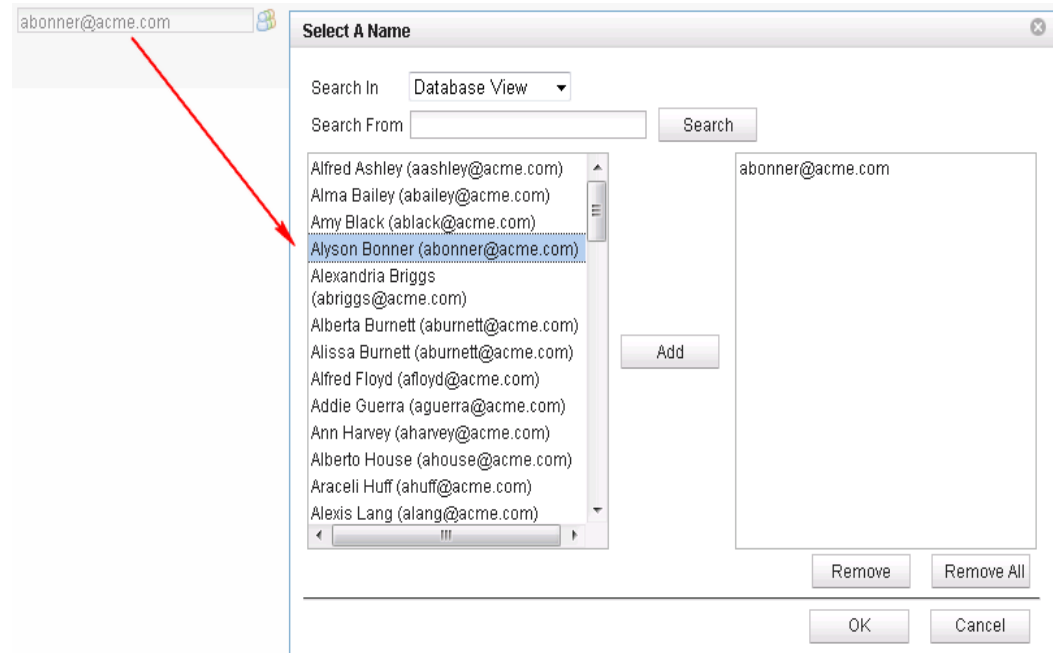 abonner@acme.com
Select A Name
Search In Database View
Search From Search
Alfred Ashley (aashley@acme.com)
Alma Bailey (abailey@acme.com)
Amy Black (ablack@acme.com)
Alyson Bonner (abonner@acme.com)
Alexandria Briggs
(abriggs@acme.com)
Alberta Burnett (aburnett@acme.com)
Alissa Burnett (aburnett@acme.com)
Alfred Floyd (afloyd@acme.com)
Addie Guerra (aguerra@acme.com)
Ann Harvey (aharvey@acme.com)
Alberto House (ahouse@acme.com)
Araceli Huff (ahuff@acme.com)
Alexis Lang (alang@acme.com)
Add
abonner@acme.com
Remove Remove All
OK Cancel